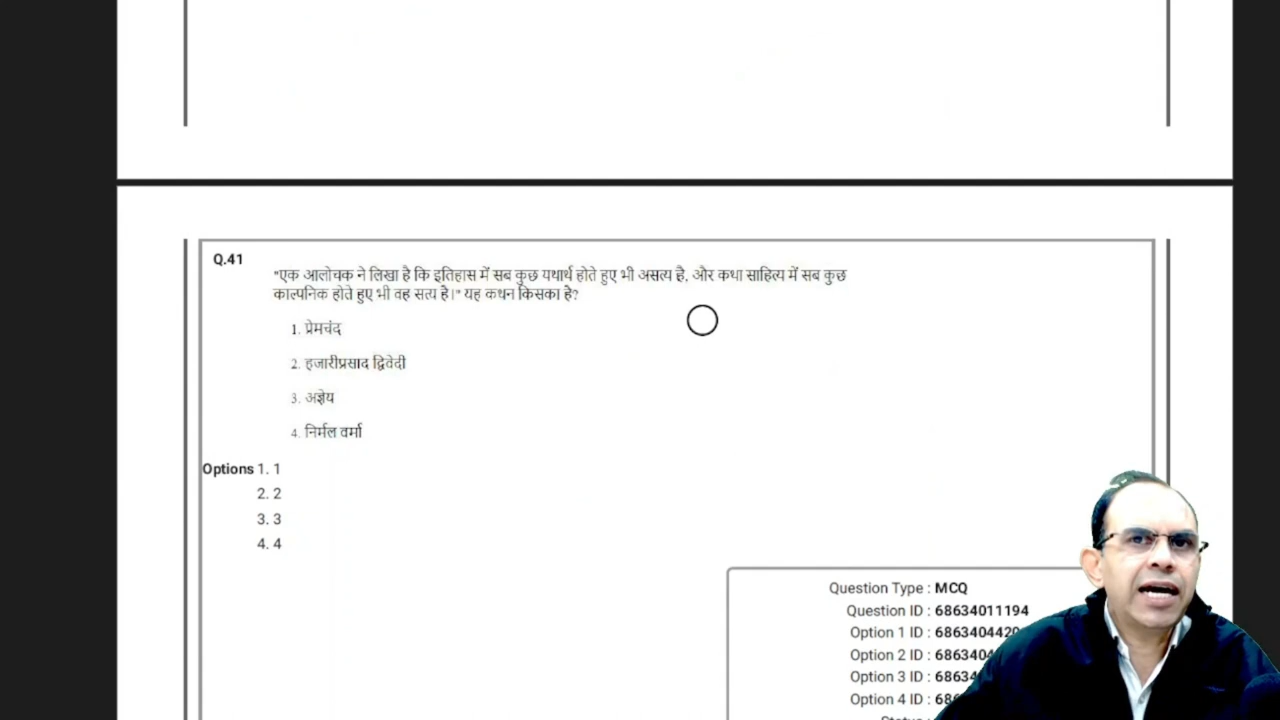 Q.41
"एक आलोचक ने लिखा है कि इतिहास में सब कुछ यथार्थ होते हुए भी असत्य है, और कथा साहित्य में सब कुछ
काल्पनिक होते हुए भी वह सत्य है।" यह कथन किसका है?
1. प्रेमचंद
2. हजारीप्रसाद द्विवेदी
3. अज्ञेय
4. निर्मल वर्मा
Options 1. 1
2. 2
3. 3
4. 4
Question Type : MCQ
Question ID : 68634011194
Option 1 ID :
Option 2 ID :
Option 3 ID :
Option 4 ID :